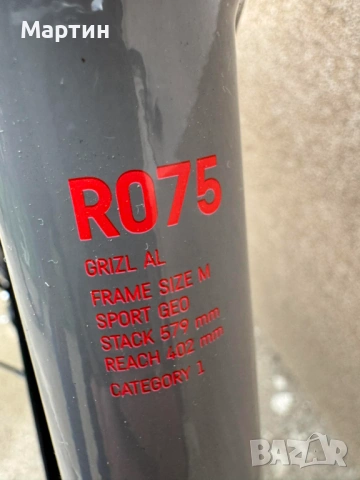 Мартин
R075
GRIZL AL
FRAME SIZE M
SPORT GEO
STACK 579 mm
REACH 402 mm
CATEGORY 1
BAZAR